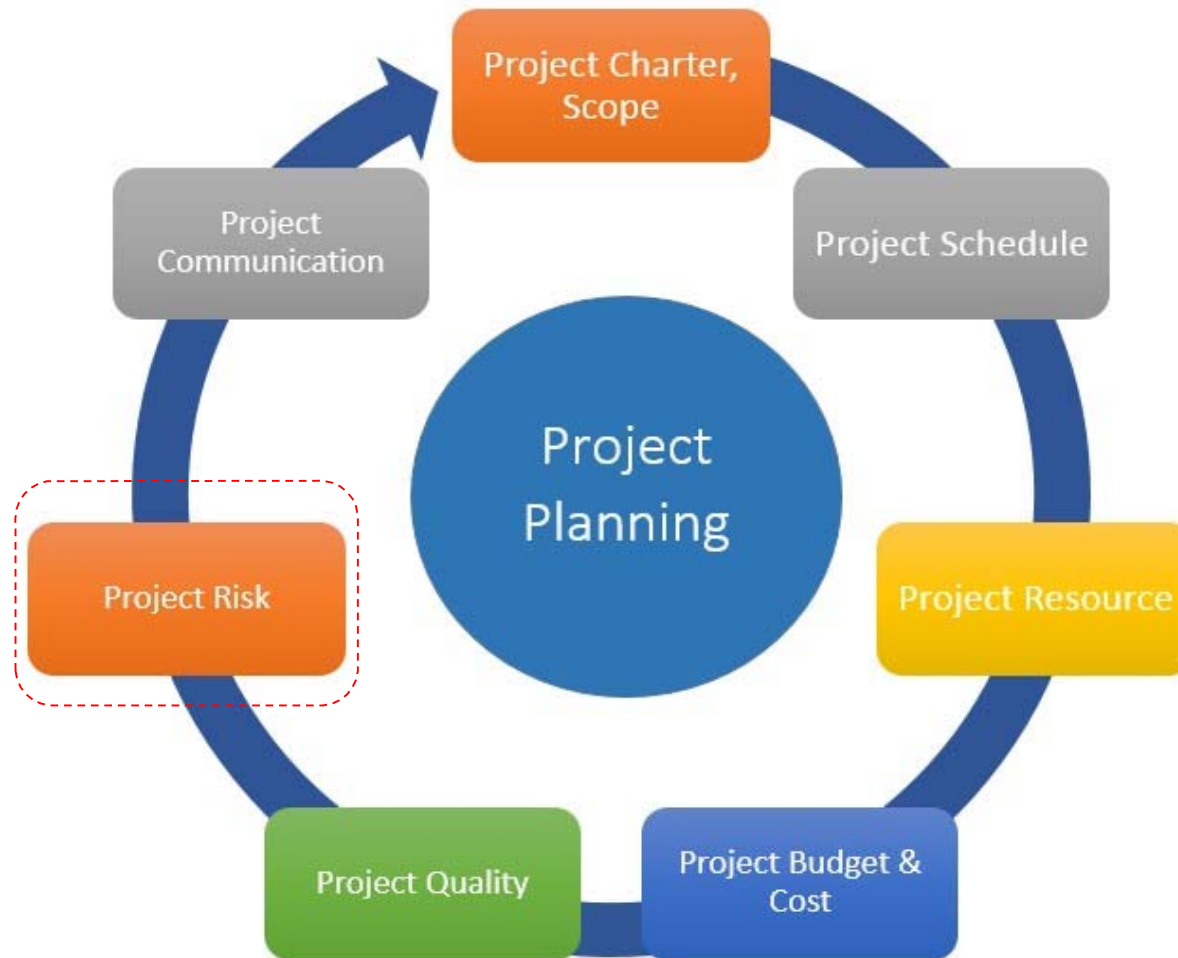 Project Charter,
Scope
Project Schedule
Project Resource
Project Budget &
Cost
Project Quality
Project Risk
Project
Communication
Project
Planning